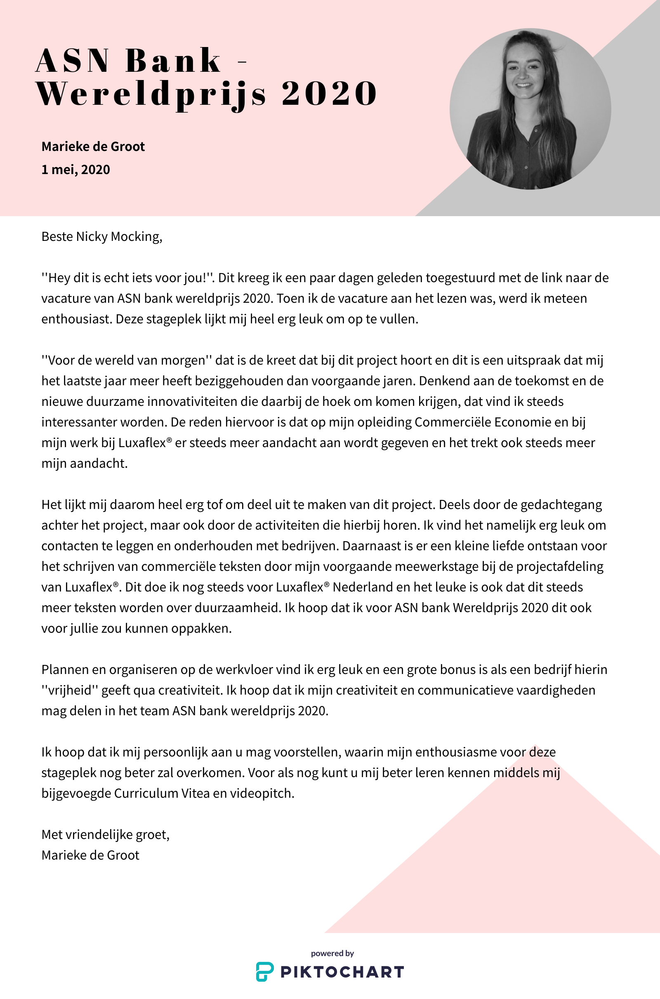 ASN Bank -
Wereldprijs 2020
Marieke de Groot
1 mei, 2020
Beste Nicky Mocking,
''Hey dit is echt iets voor jou!''. Dit kreeg ik een paar dagen geleden toegestuurd met de link naar de
vacature van ASN bank wereldprijs 2020. Toen ik de vacature aan het lezen was, werd ik meteen
enthousiast. Deze stageplek lijkt mij heel erg leuk om op te vullen.
''Voor de wereld van morgen'' dat is de kreet dat bij dit project hoort en dit is een uitspraak dat mij
het laatste jaar meer heeft beziggehouden dan voorgaande jaren. Denkend aan de toekomst en de
nieuwe duurzame innovativiteiten die daarbij de hoek om komen krijgen, dat vind ik steeds
interessanter worden. De reden hiervoor is dat op mijn opleiding Commerciële Economie en bij
mijn werk bij Luxaflex® er steeds meer aandacht aan wordt gegeven en het trekt ook steeds meer
mijn aandacht.
Het lijkt mij daarom heel erg tof om deel uit te maken van dit project. Deels door de gedachtegang
achter het project, maar ook door de activiteiten die hierbij horen. Ik vind het namelijk erg leuk om
contacten te leggen en onderhouden met bedrijven. Daarnaast is er een kleine liefde ontstaan voor
het schrijven van commerciële teksten door mijn voorgaande meewerkstage bij de projectafdeling
van Luxaflex®. Dit doe ik nog steeds voor Luxaflex® Nederland en het leuke is ook dat dit steeds
meer teksten worden over duurzaamheid. Ik hoop dat ik voor ASN bank Wereldprijs 2020 dit ook
voor jullie zou kunnen oppakken.
Plannen en organiseren op de werkvloer vind ik erg leuk en een grote bonus is als een bedrijf hierin
''vrijheid'' geeft qua creativiteit. Ik hoop dat ik mijn creativiteit en communicatieve vaardigheden
mag delen in het team ASN bank wereldprijs 2020.
Ik hoop dat ik mij persoonlijk aan u mag voorstellen, waarin mijn enthousiasme voor deze
stageplek nog beter zal overkomen. Voor als nog kunt u mij beter leren kennen middels mij
bijgevoegde Curriculum Vitea en videopitch.
Met vriendelijke groet,
Marieke de Groot
powered by
PIKTOCHART